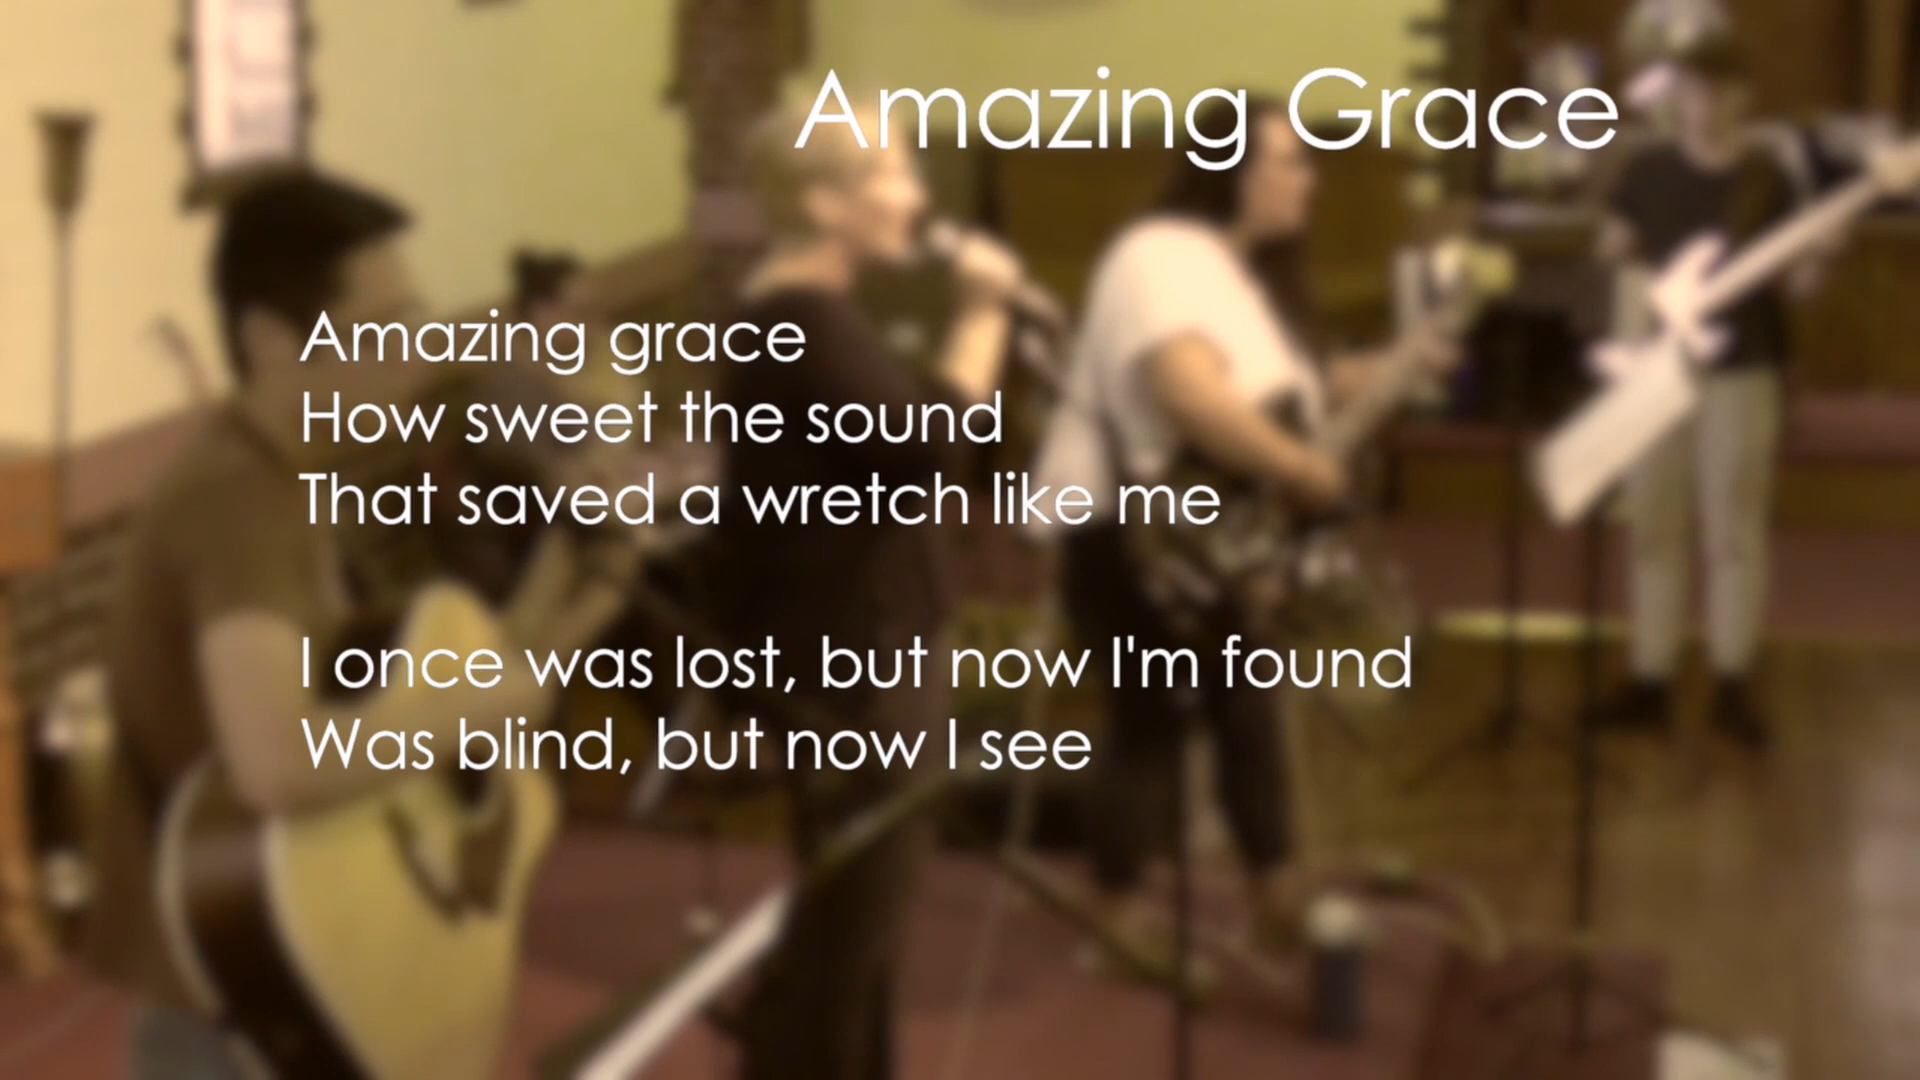 Amazing Grace
Amazing grace
How sweet the sound
That saved a wretch like me
I once was lost, but now I'm found
Was blind, but now I see